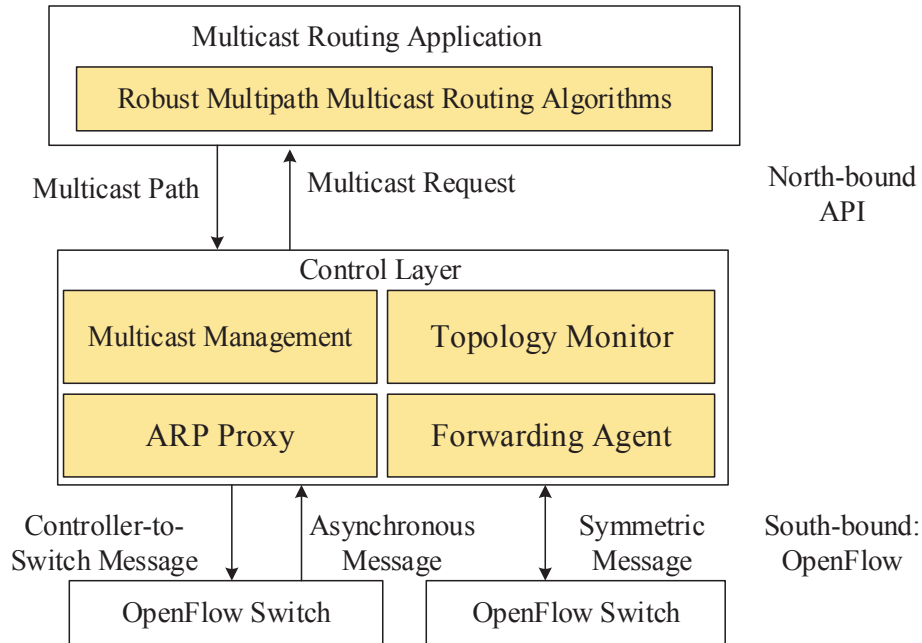 Multicast Routing Application
Robust Multipath Multicast Routing Algorithms
Multicast Path
Multicast Request
North-bound
API
Control Layer
Multicast Management
Topology Monitor
ARP Proxy
Forwarding Agent
Controller-to-
Switch Message
Asynchronous
Message
Symmetric
Message
South-bound:
OpenFlow
OpenFlow Switch
OpenFlow Switch